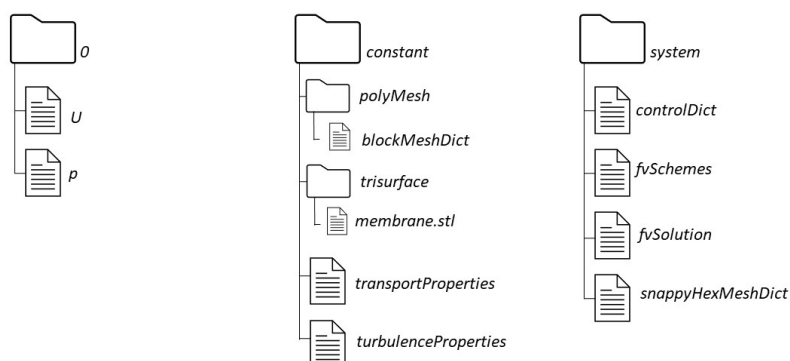 0
U
p
constant
polyMesh
blockMeshDict
trisurface
membrane.stl
transportProperties
turbulenceProperties
system
controlDict
fvSchemes
fvSolution
snappyHexMeshDict